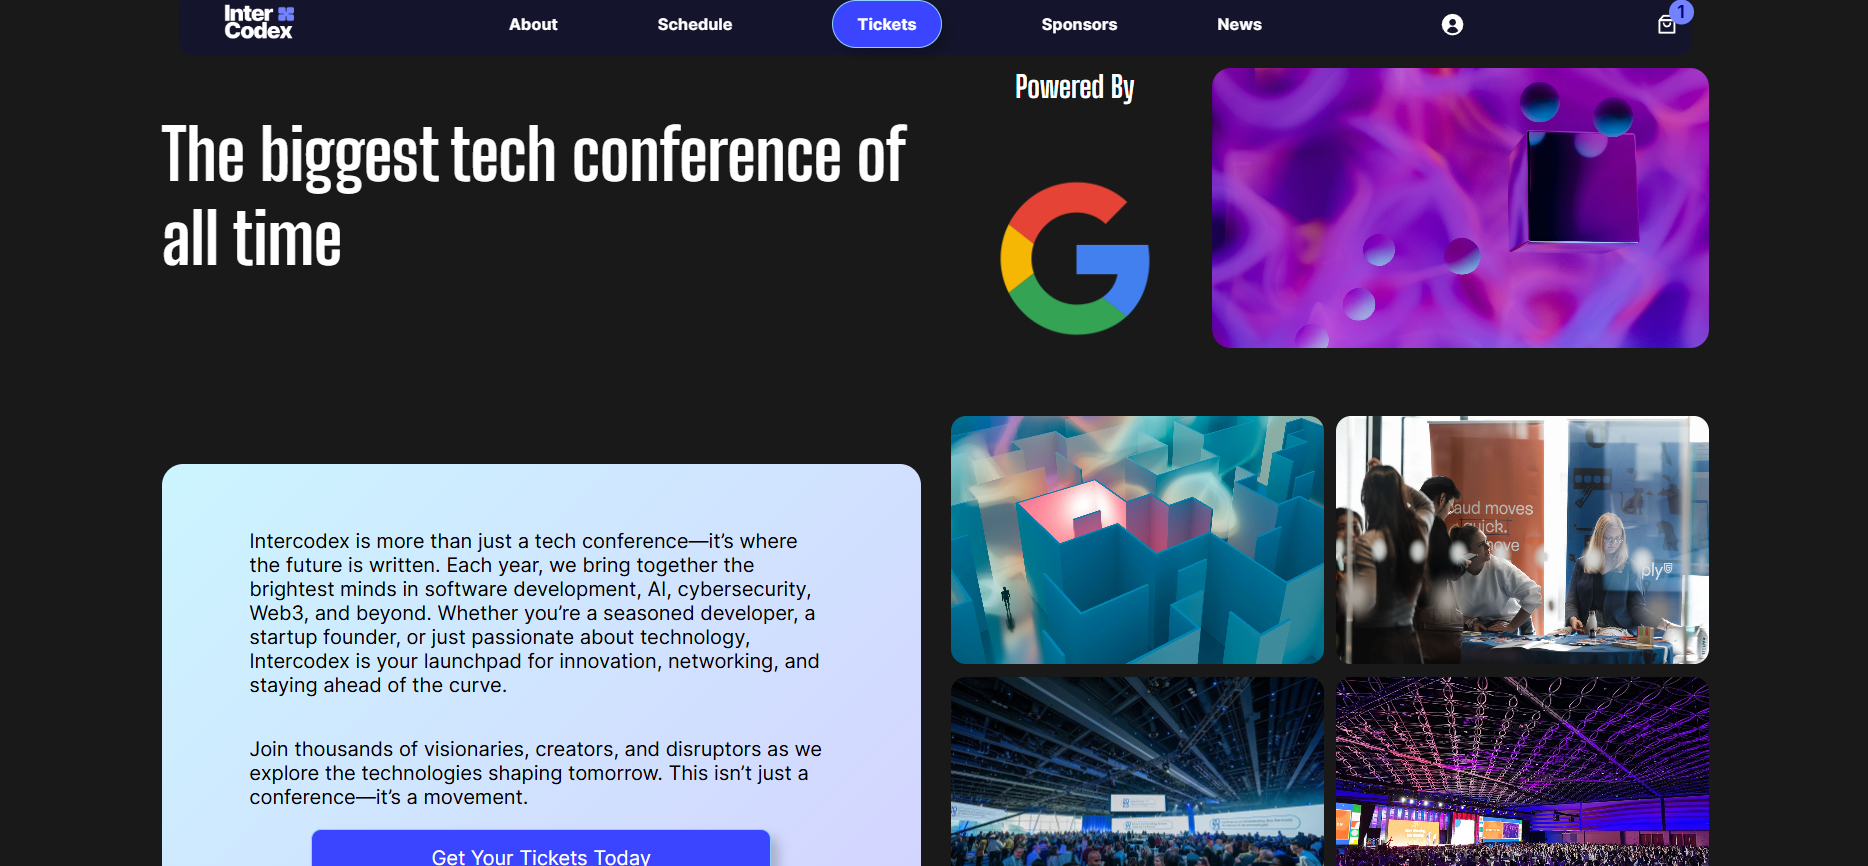 Inter
Codex
About
Schedule
Tickets
Sponsors
News
1
Powered By
The biggest tech conference of
all time
Intercodex is more than just a tech conference—it’s where
the future is written. Each year, we bring together the
brightest minds in software development, AI, cybersecurity,
Web3, and beyond. Whether you’re a seasoned developer, a
startup founder, or just passionate about technology,
Intercodex is your launchpad for innovation, networking, and
staying ahead of the curve.
Join thousands of visionaries, creators, and disruptors as we
explore the technologies shaping tomorrow. This isn’t just a
conference—it’s a movement.
Get Your Tickets Today
aud moves
quick.
move
ply